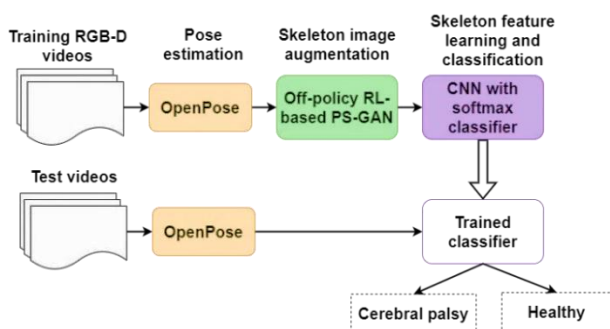 Training RGB-D
videos
Pose
estimation
Skeleton image
augmentation
Skeleton feature
learning and
classification
OpenPose
Off-policy RL-
based PS-GAN
CNN with
softmax
classifier
Test videos
OpenPose
Trained
classifier
Cerebral palsy
Healthy